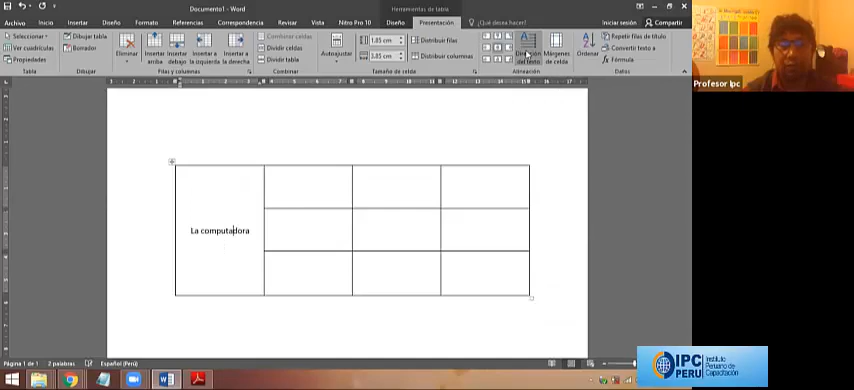 Documento1 - Word
Herramientas de tabla
Archivo Inicio Insertar Diseño Formato Referencias Correspondencia Revisar Vista Nitro Pro 10 Diseño Presentación ¿Qué desea hacer? Iniciar sesión Compartir
Seleccionar
Ver cuadrículas
Propiedades
Tabla
Dibujar tabla
Borrador
Dibujar
Eliminar
Insertar arriba
Insertar debajo
Insertar a la izquierda
Insertar a la derecha
Filas y columnas
Combinar celdas
Dividir celdas
Dividir tabla
Combinar
Autoajustar
1.85 cm
3.85 cm
Distribuir filas
Distribuir columnas
Tamaño de celda
Dirección del texto
Márgenes de celda
Alineación
Ordenar
Repetir filas de título
Convertir texto a
Fórmula
Datos
Profesor Ipc
La computadora
Página 1 de 1 2 palabras Español (Perú)
IPC PERU
Instituto
Peruano de
Capacitación